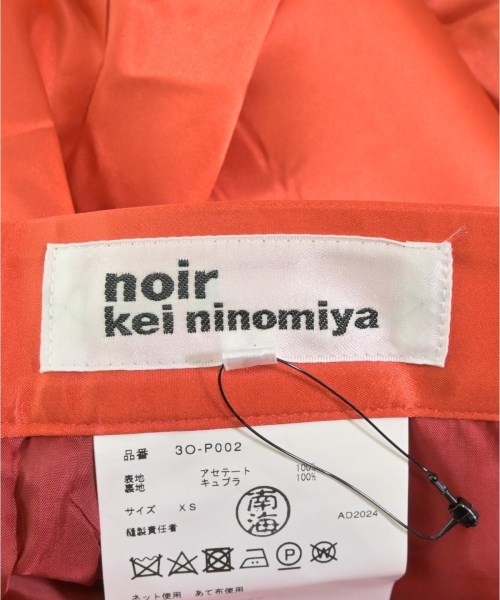 noir
kei ninomiya
品番 3O-P002
表地 アセテート 100%
裏地 キュプラ 100%
サイズ XS
縫製責任者
南海
AD2024
P W
ネット使用 あて布使用